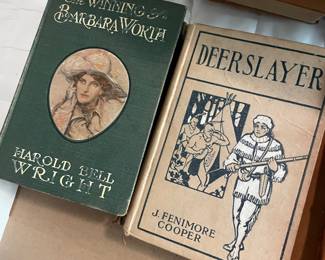 THE WINNING OF
BARBARA WORTH
HAROLD BELL
WRIGHT
DEERSLAYER
J. FENIMORE
COOPER